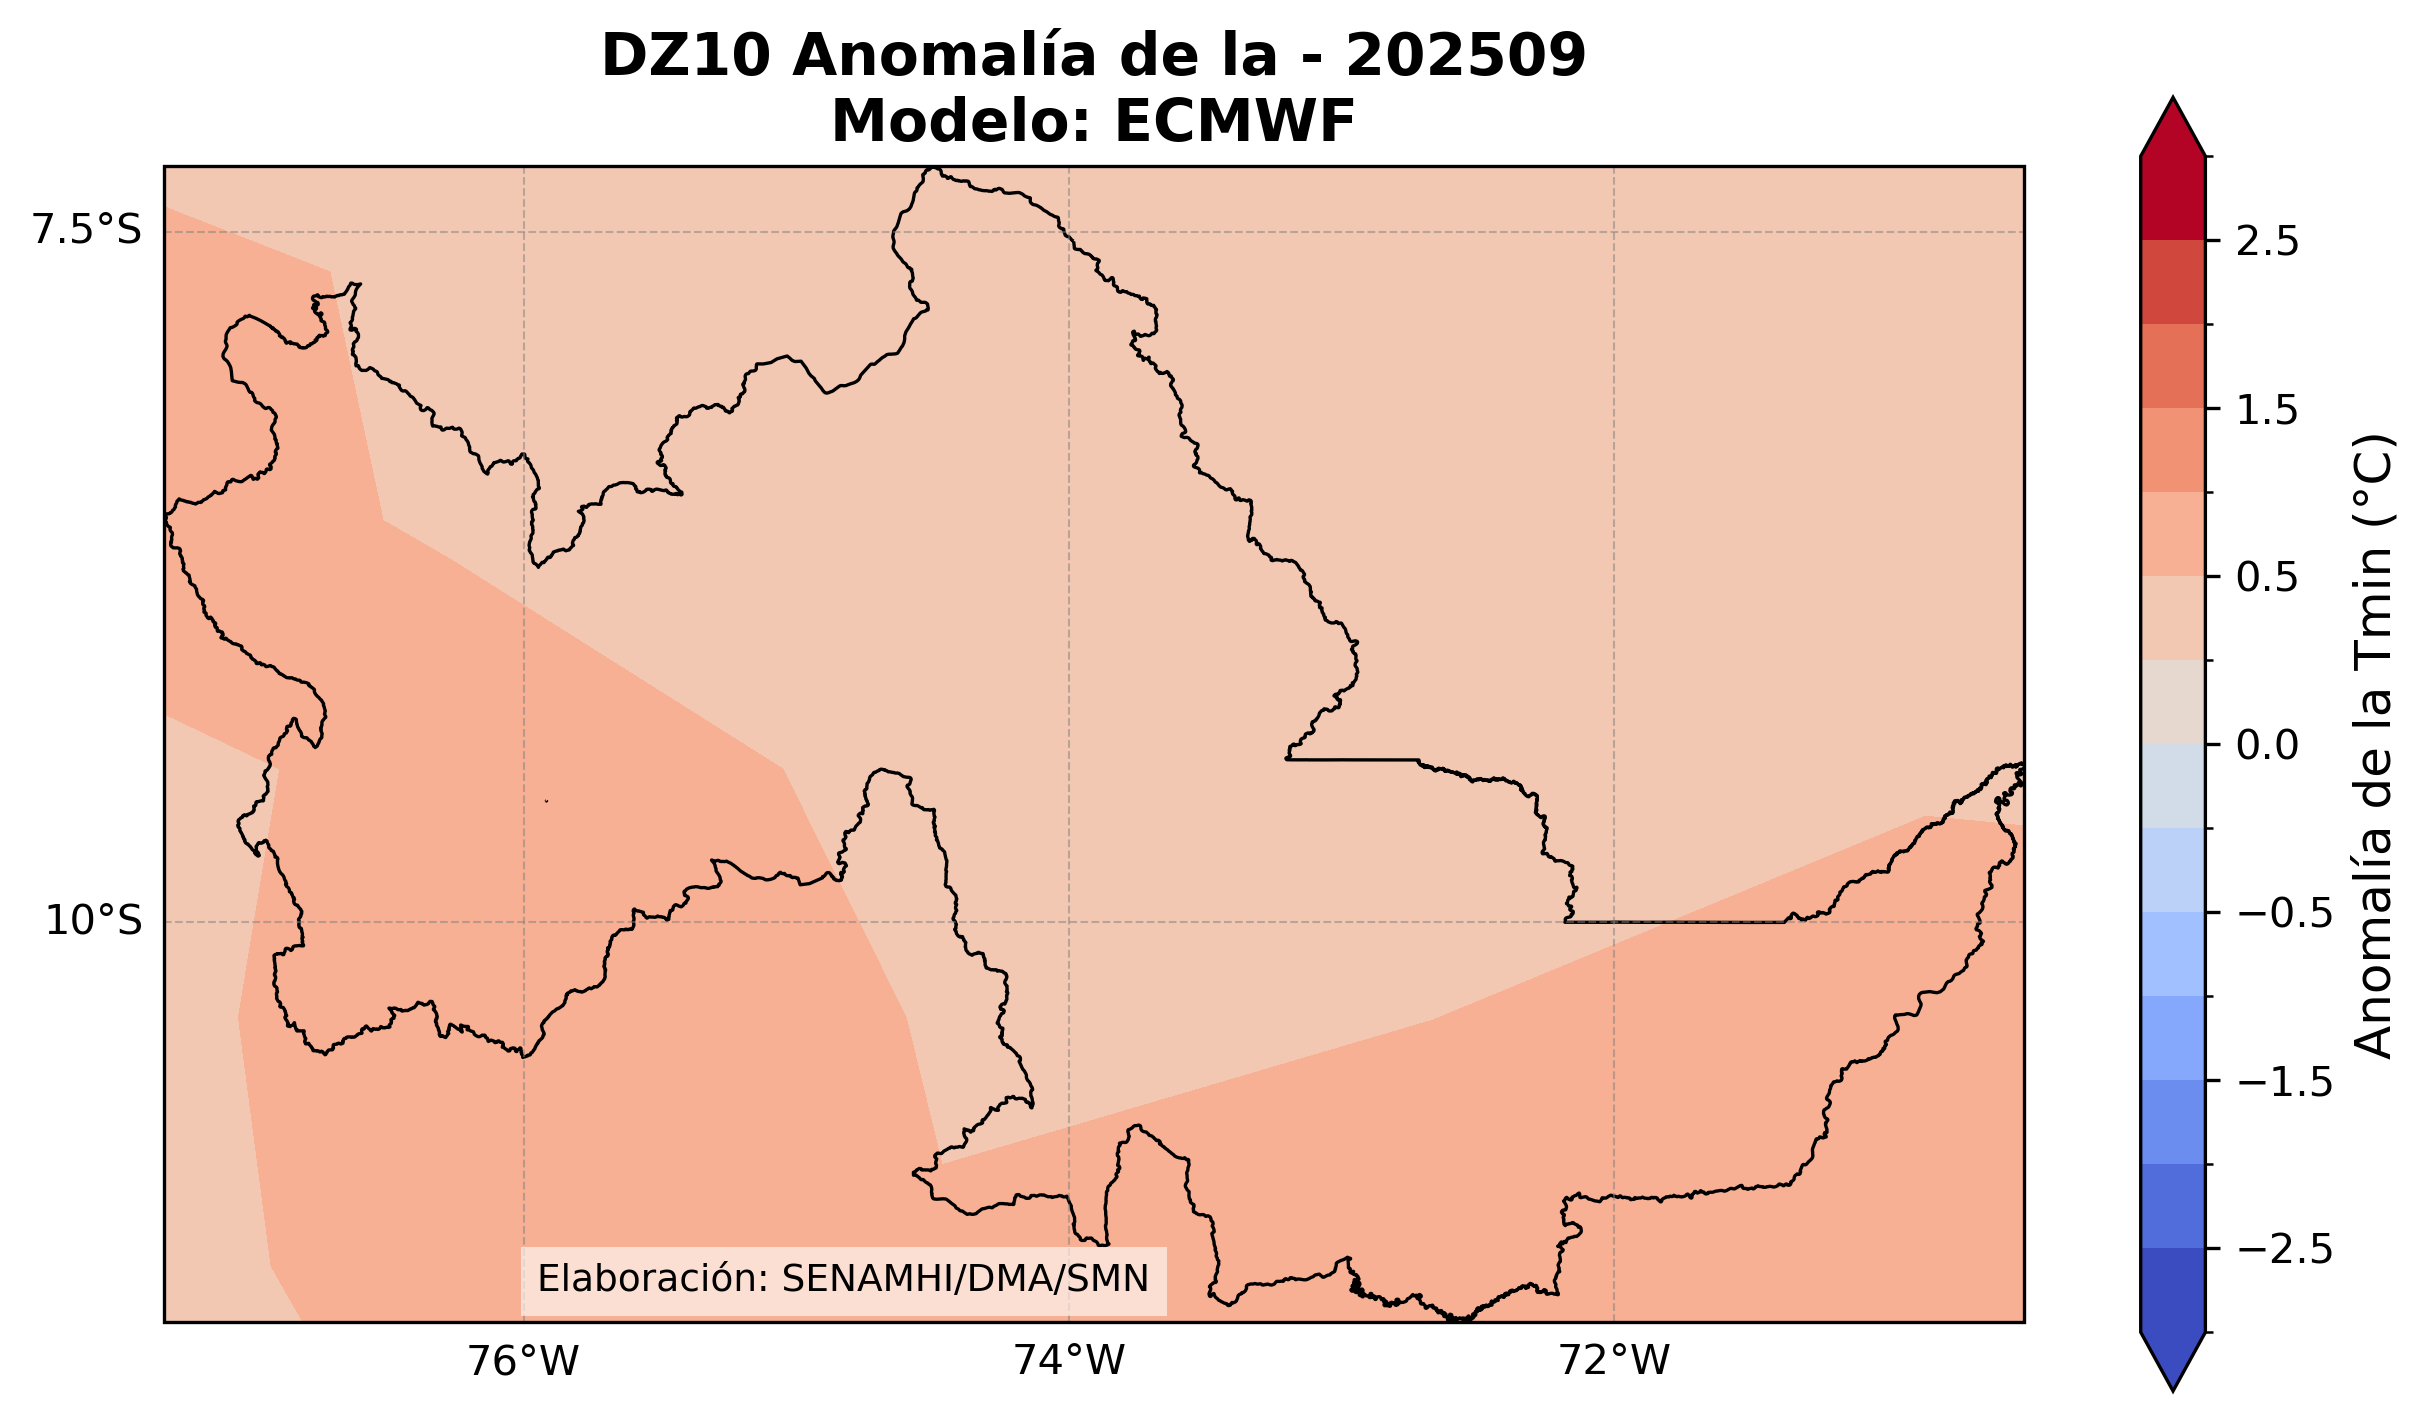 DZ10 Anomalía de la - 202509
Modelo: ECMWF
7.5°S
10°S
76°W
74°W
72°W
Elaboración: SENAMHI/DMA/SMN
2.5
1.5
0.5
0.0
−0.5
−1.5
−2.5
Anomalía de la Tmin (°C)